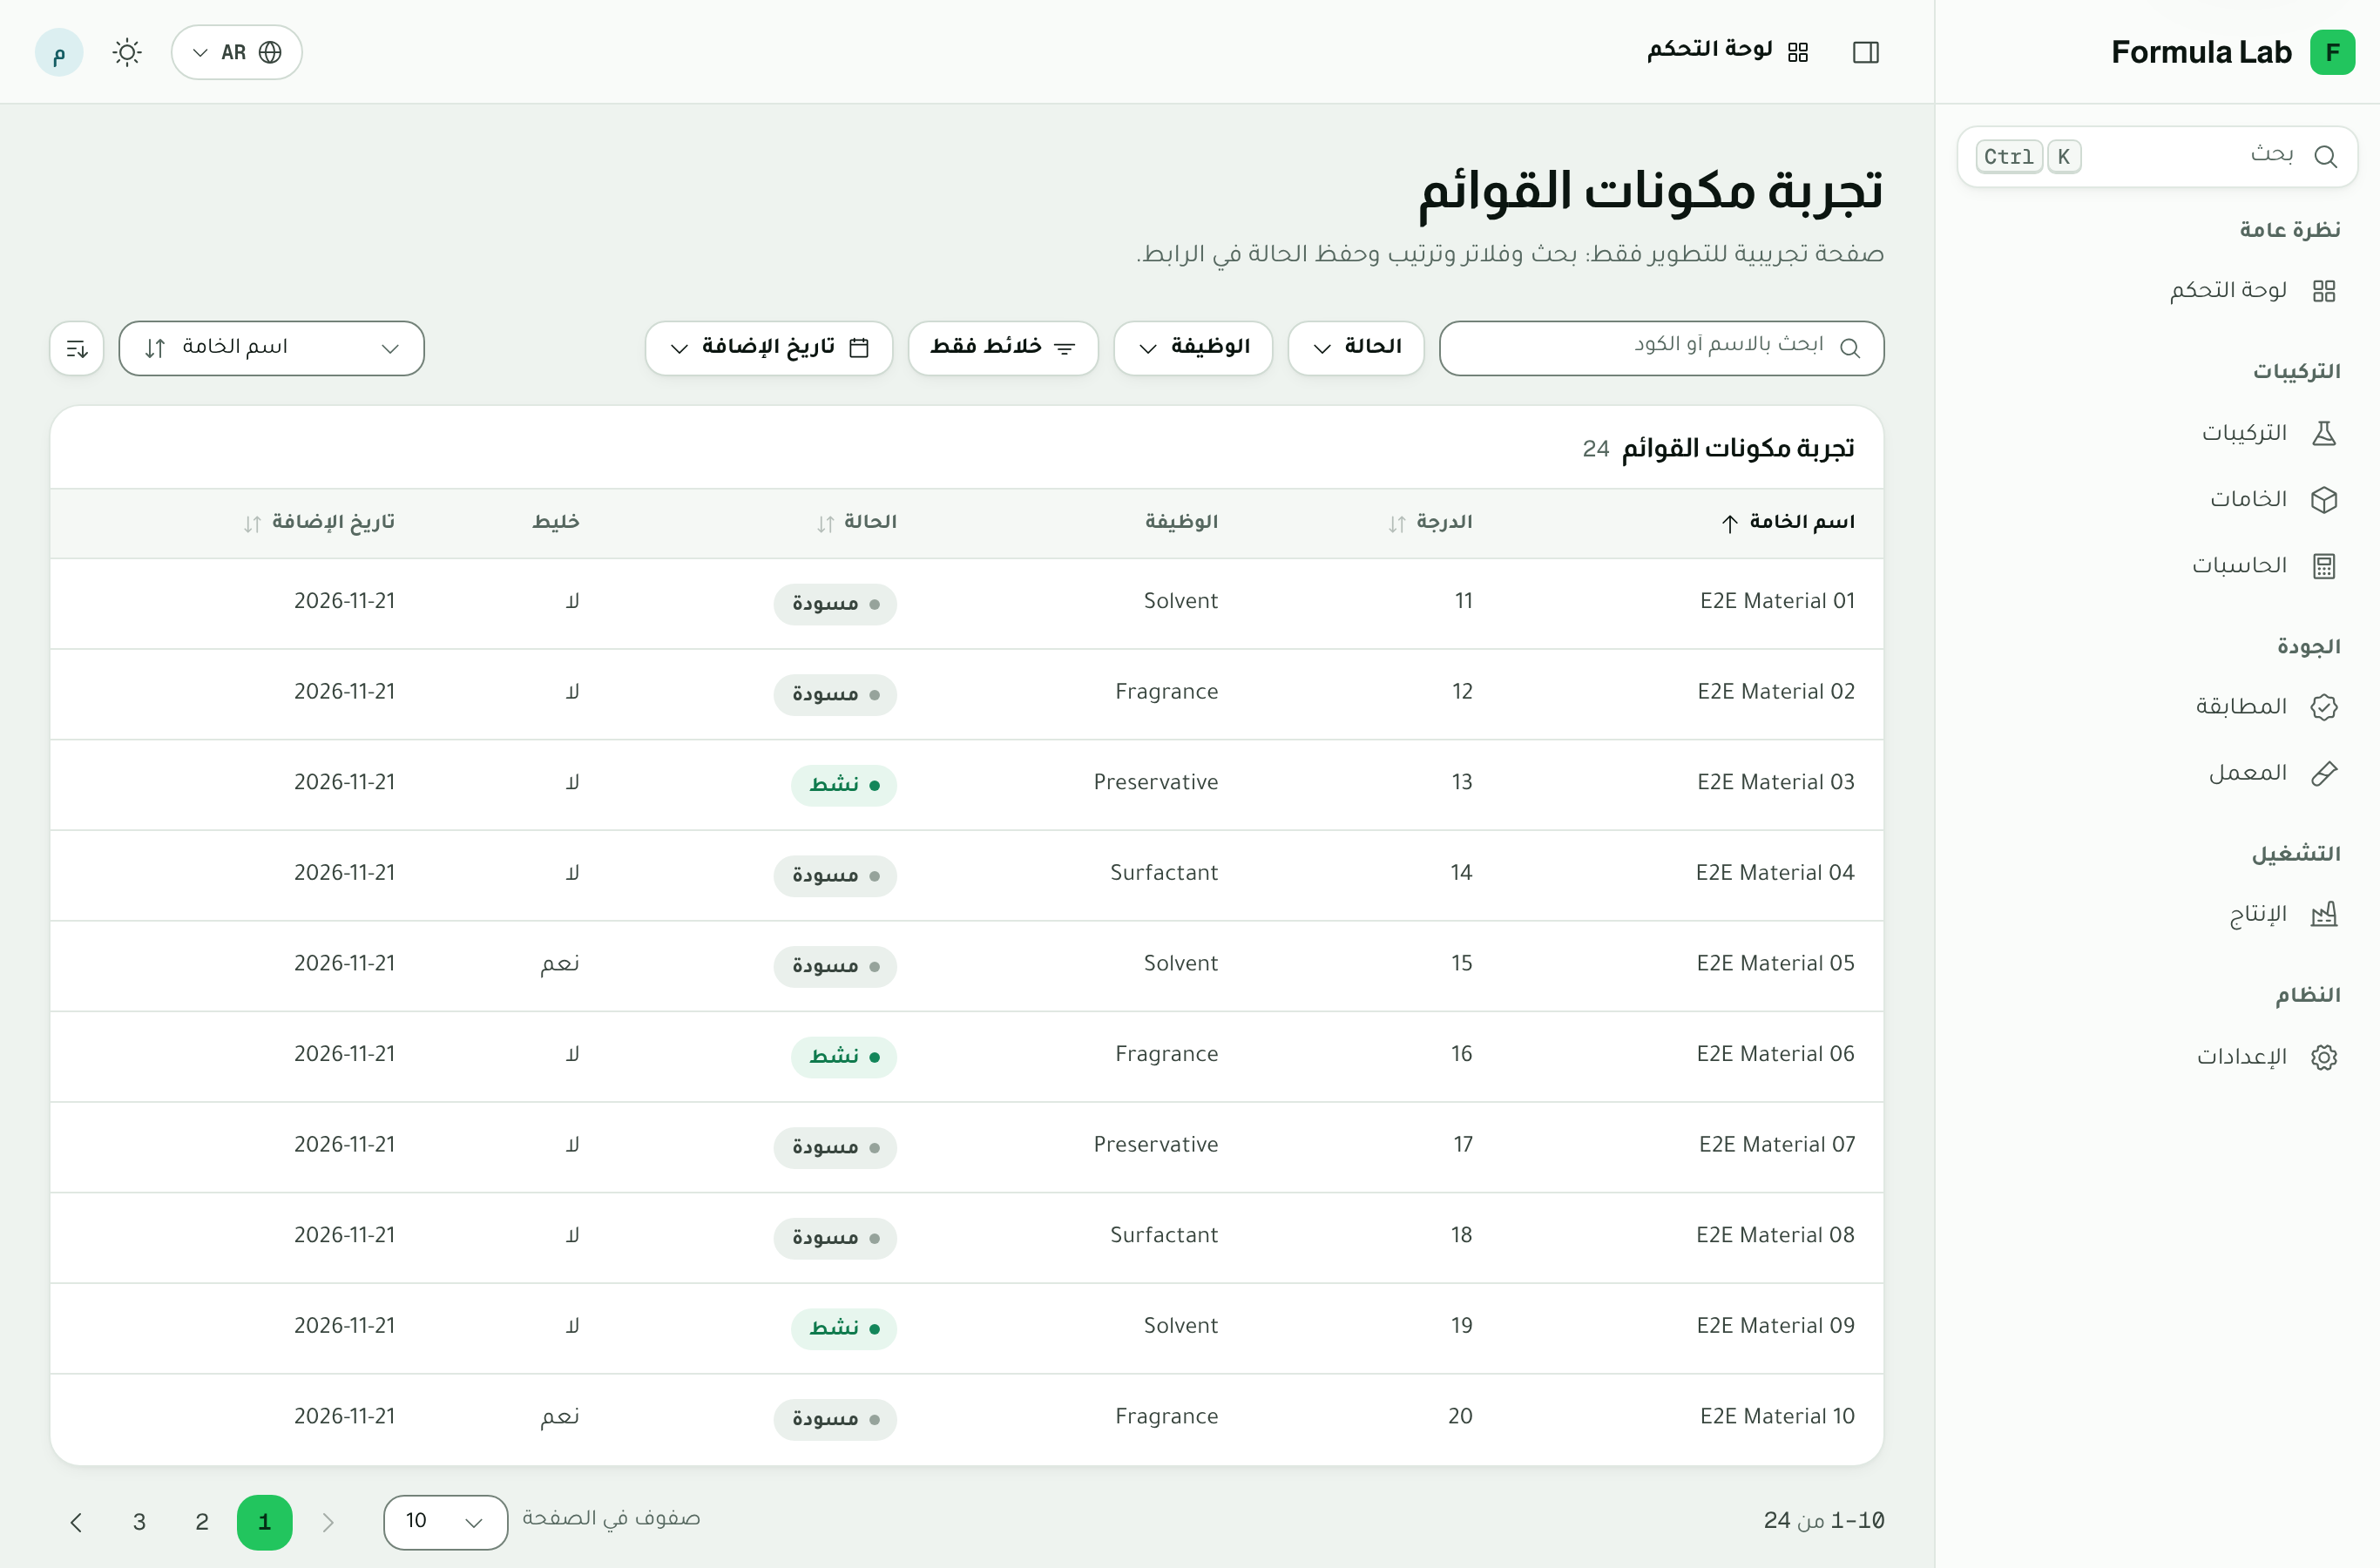 F Formula Lab
بحث Ctrl K
نظرة عامة
لوحة التحكم
التركيبات
التركيبات
الخامات
الحاسبات
الجودة
المطابقة
المعمل
التشغيل
الإنتاج
النظام
الإعدادات
لوحة التحكم
AR
م
تجربة مكونات القوائم
صفحة تجريبية للتطوير فقط: بحث وفلاتر وترتيب وحفظ الحالة في الرابط.
ابحث بالاسم أو الكود الحالة الوظيفة خلائط فقط تاريخ الإضافة اسم الخامة
تجربة مكونات القوائم 24
اسم الخامة الدرجة الوظيفة الحالة خليط تاريخ الإضافة
E2E Material 01 11 Solvent مسودة لا 2026-11-21
E2E Material 02 12 Fragrance مسودة لا 2026-11-21
E2E Material 03 13 Preservative نشط لا 2026-11-21
E2E Material 04 14 Surfactant مسودة لا 2026-11-21
E2E Material 05 15 Solvent مسودة نعم 2026-11-21
E2E Material 06 16 Fragrance نشط لا 2026-11-21
E2E Material 07 17 Preservative مسودة لا 2026-11-21
E2E Material 08 18 Surfactant مسودة لا 2026-11-21
E2E Material 09 19 Solvent نشط لا 2026-11-21
E2E Material 10 20 Fragrance مسودة نعم 2026-11-21
1–10 من 24
صفوف في الصفحة 10
1 2 3